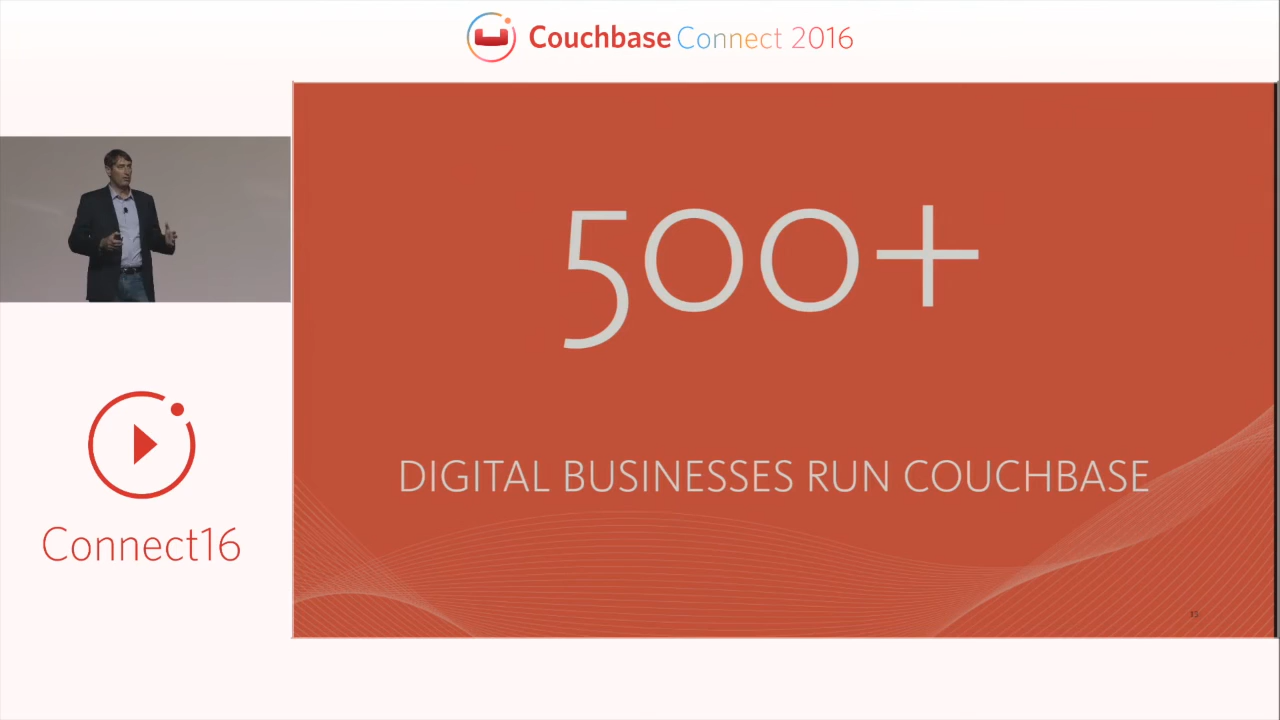 Couchbase Connect 2016
500+
DIGITAL BUSINESSES RUN COUCHBASE
Connect16